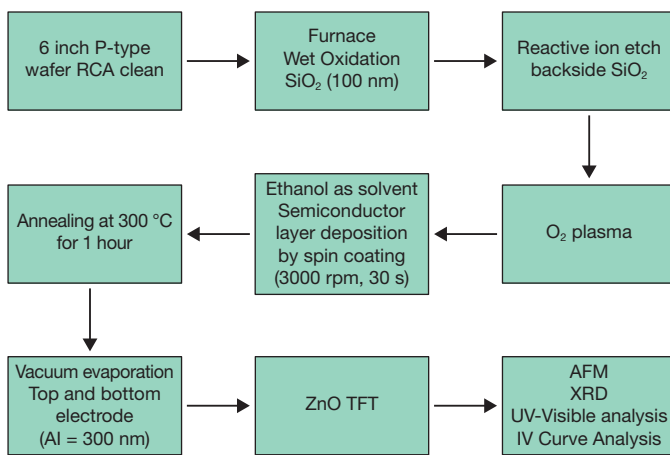 6 inch P-type
wafer RCA clean
Furnace
Wet Oxidation
SiO₂ (100 nm)
Reactive ion etch
backside SiO₂
O₂ plasma
Ethanol as solvent
Semiconductor
layer deposition
by spin coating
(3000 rpm, 30 s)
Annealing at 300 °C
for 1 hour
Vacuum evaporation
Top and bottom
electrode
(Al = 300 nm)
ZnO TFT
AFM
XRD
UV-Visible analysis
IV Curve Analysis